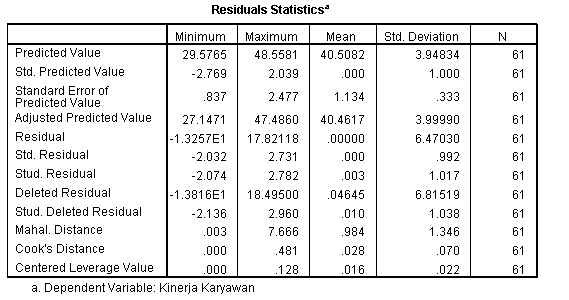 Residuals Statisticsa
Minimum Maximum Mean Std. Deviation N
Predicted Value 29.5765 48.5581 40.5082 3.94834 61
Std. Predicted Value -2.769 2.039 .000 1.000 61
Standard Error of
Predicted Value .837 2.477 1.134 .333 61
Adjusted Predicted Value 27.1471 47.4860 40.4617 3.99990 61
Residual -1.3257E1 17.82118 .00000 6.47030 61
Std. Residual -2.032 2.731 .000 .992 61
Stud. Residual -2.074 2.782 .003 1.017 61
Deleted Residual -1.3816E1 18.49500 .04645 6.81519 61
Stud. Deleted Residual -2.136 2.960 .010 1.038 61
Mahal. Distance .003 7.666 .984 1.346 61
Cook's Distance .000 .481 .028 .070 61
Centered Leverage Value .000 .128 .016 .022 61
a. Dependent Variable: Kinerja Karyawan